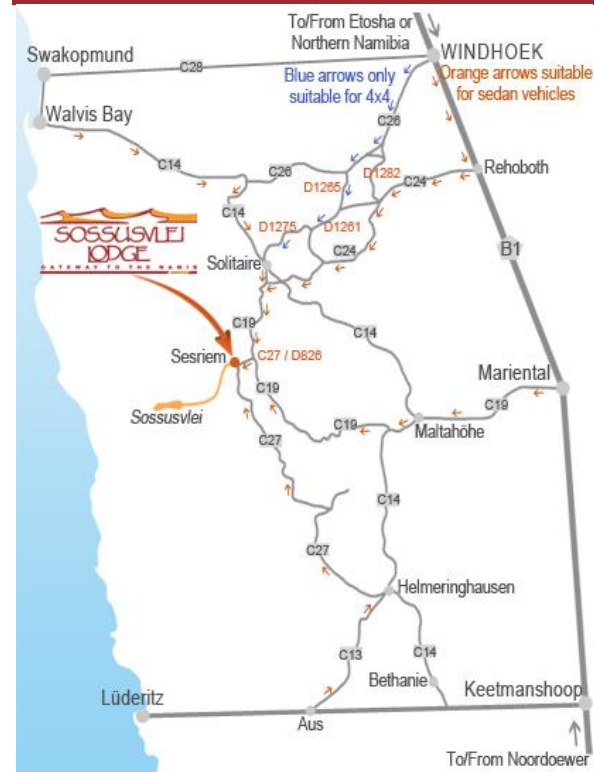 To/From Etosha or
Northern Namibia
WINDHOEK
Swakopmund
C28
Blue arrows only
suitable for 4x4
Orange arrows suitable
for sedan vehicles
Walvis Bay
C26
C14
C26
D1265
D1282
C24
Rehoboth
C14
D1275
D1261
SOSSUSVLEI
LODGE
GATEWAY TO THE NAMIB
Solitaire
C24
B1
C19
C14
Sesriem
C27 / D826
Mariental
C19
C19
Sossusvlei
C19
Maltahöhe
C27
C14
C27
Helmeringhausen
C13
C14
Bethanie
Keetmanshoop
Lüderitz
Aus
To/From Noordoewer